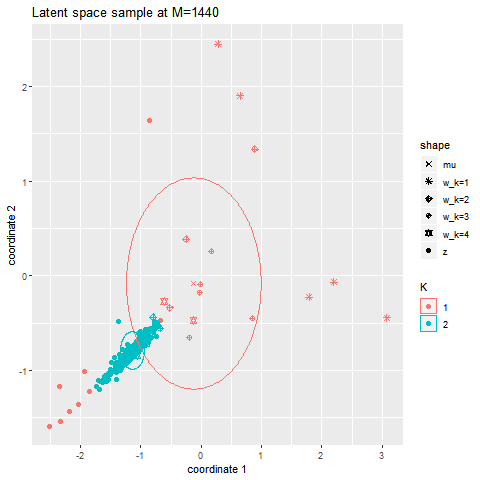 Latent space sample at M=1440
coordinate 2
2
1
0
-1
-2
-1
0
1
2
3
coordinate 1
shape
mu
w_k=1
w_k=2
w_k=3
w_k=4
z
K
1
2